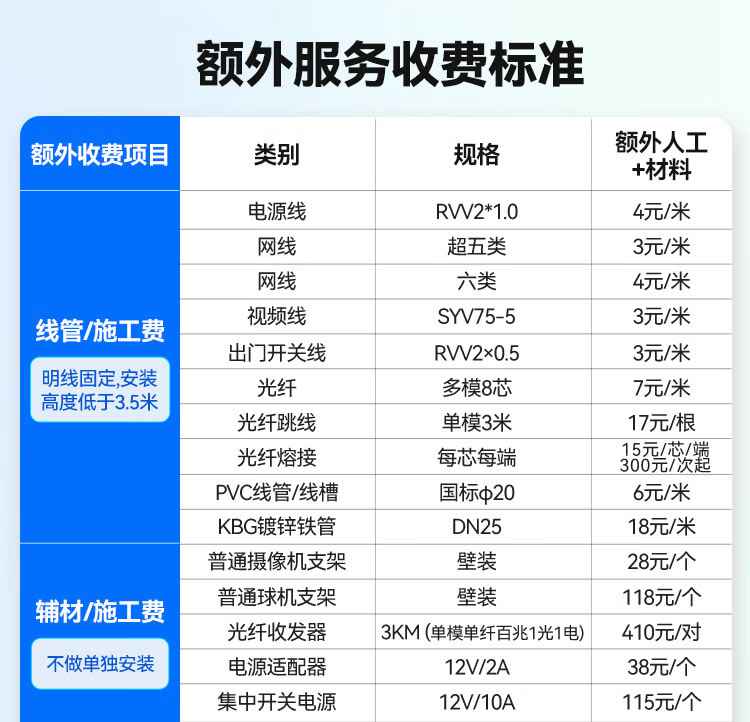 额外服务收费标准
额外收费项目 类别 规格 额外人工
+材料
电源线 RVV2*1.0 4元/米
网线 超五类 3元/米
网线 六类 4元/米
视频线 SYV75-5 3元/米
线管/施工费
明线固定,安装
高度低于3.5米
出门开关线 RVV2×0.5 3元/米
光纤 多模8芯 7元/米
光纤跳线 单模3米 17元/根
光纤熔接 每芯每端 15元/芯/端
300元/次起
PVC线管/线槽 国标φ20 6元/米
KBG镀锌铁管 DN25 18元/米
普通摄像机支架 壁装 28元/个
普通球机支架 壁装 118元/个
辅材/施工费
不做单独安装
光纤收发器 3KM (单模单纤百兆1光1电) 410元/对
电源适配器 12V/2A 38元/个
集中开关电源 12V/10A 115元/个